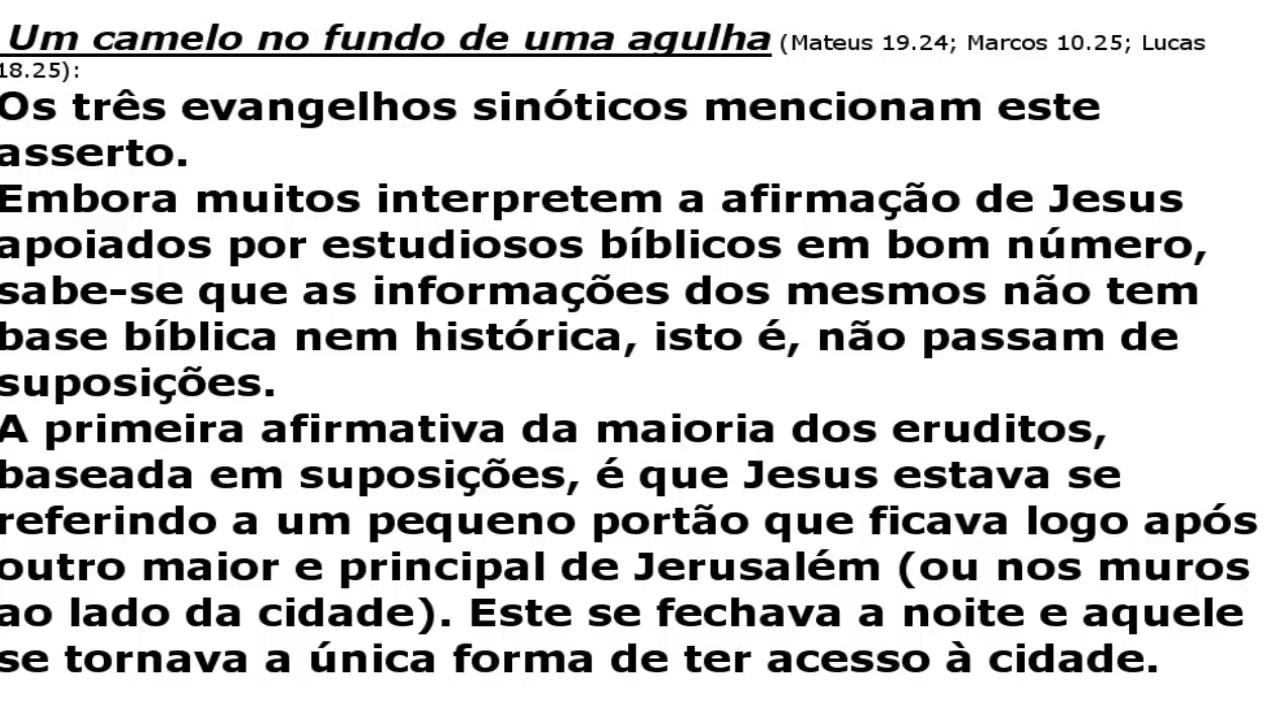 Um camelo no fundo de uma agulha (Mateus 19.24; Marcos 10.25; Lucas
18.25):
Os três evangelhos sinóticos mencionam este
asserto.
Embora muitos interpretem a afirmação de Jesus
apoiados por estudiosos bíblicos em bom número,
sabe-se que as informações dos mesmos não tem
base bíblica nem histórica, isto é, não passam de
suposições.
A primeira afirmativa da maioria dos eruditos,
baseada em suposições, é que Jesus estava se
referindo a um pequeno portão que ficava logo após
outro maior e principal de Jerusalém (ou nos muros
ao lado da cidade). Este se fechava a noite e aquele
se tornava a única forma de ter acesso à cidade.